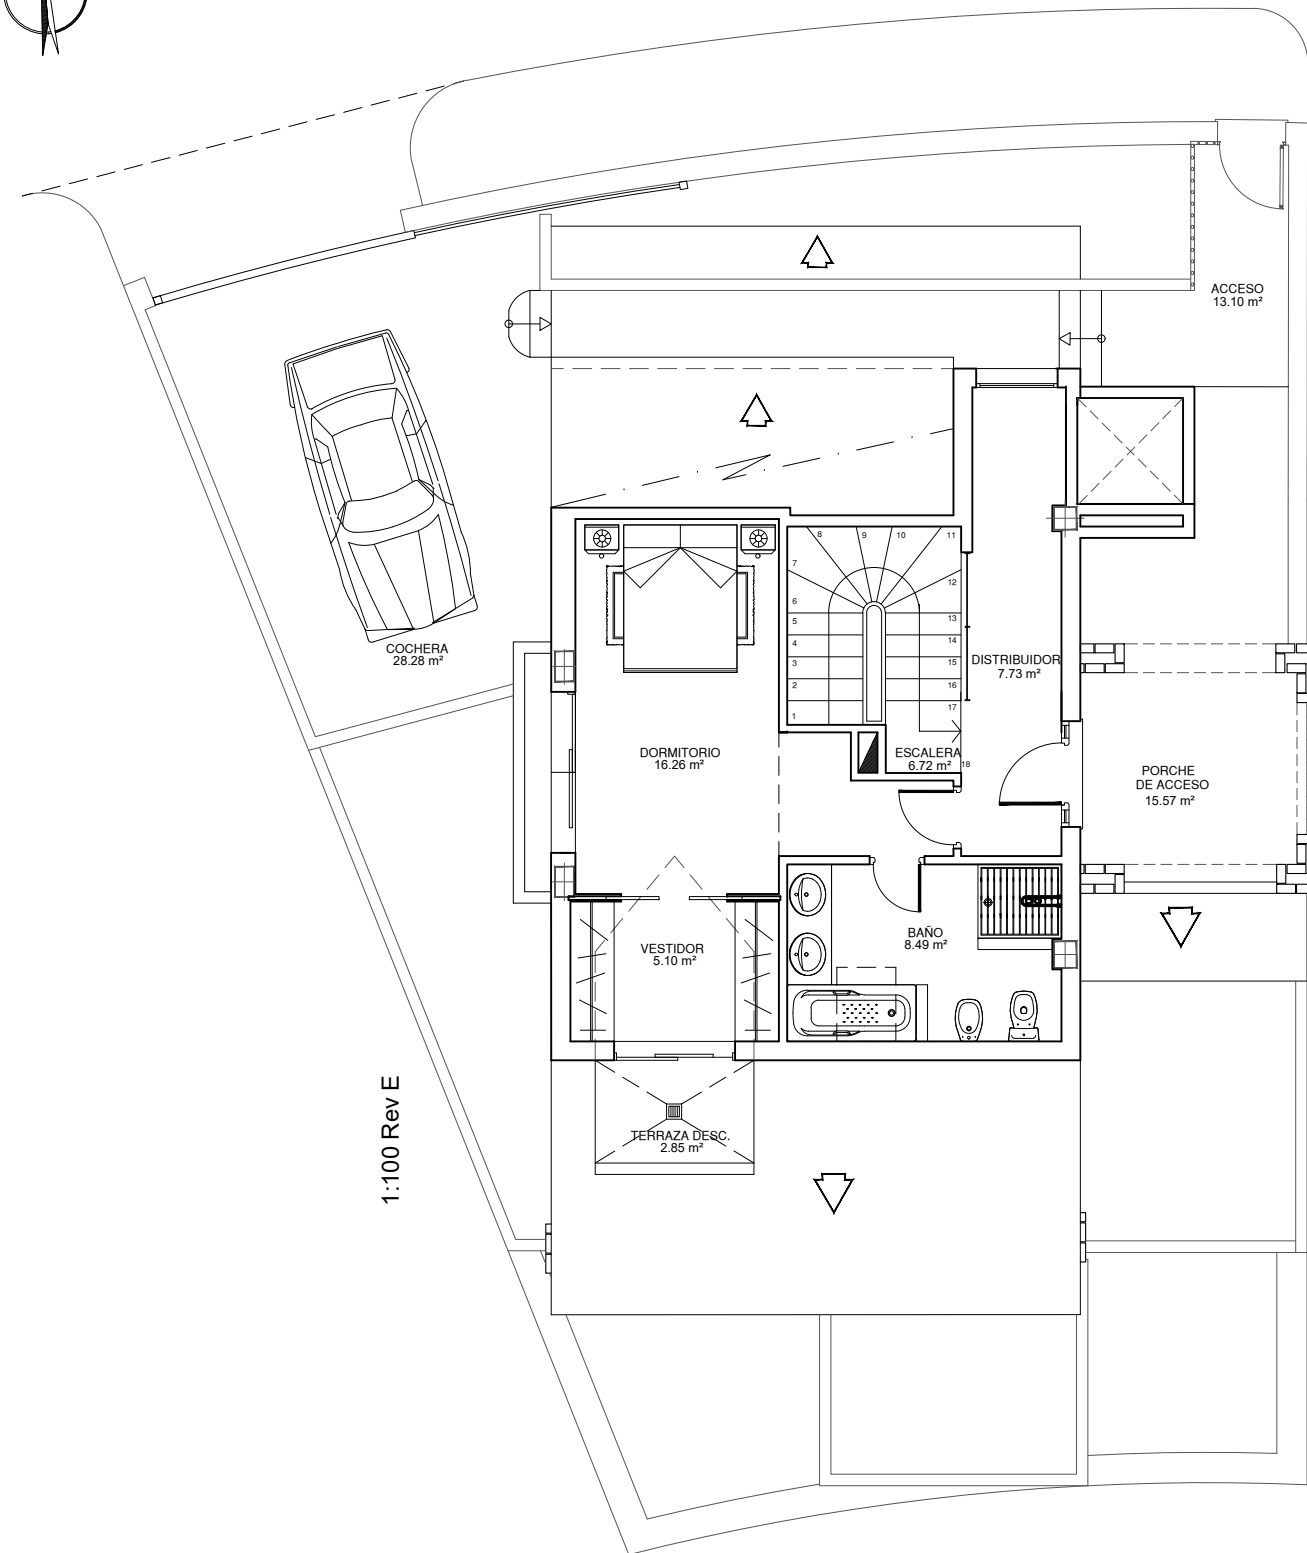 ACCESO
13.10 m²
COCHERA
28.28 m²
8
9
10
11
7
12
6
13
5
14
4
15
3
16
2
17
1
18
DISTRIBUIDOR
7.73 m²
DORMITORIO
16.26 m²
ESCALERA
6.72 m²
PORCHE
DE ACCESO
15.57 m²
VESTIDOR
5.10 m²
BAÑO
8.49 m²
TERRAZA DESC.
2.85 m²
1:100 Rev E